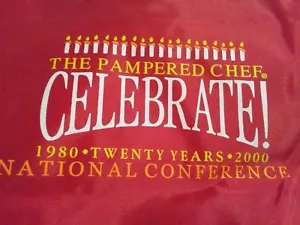 THE PAMPERED CHEF®
CELEBRATE!
1980 • TWENTY YEARS • 2000
NATIONAL CONFERENCE